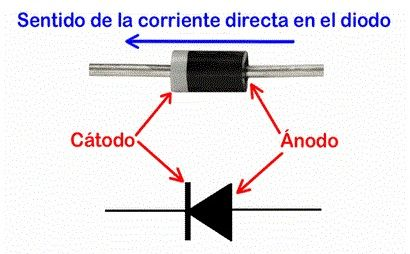 Sentido de la corriente directa en el diodo
Cátodo
Ánodo